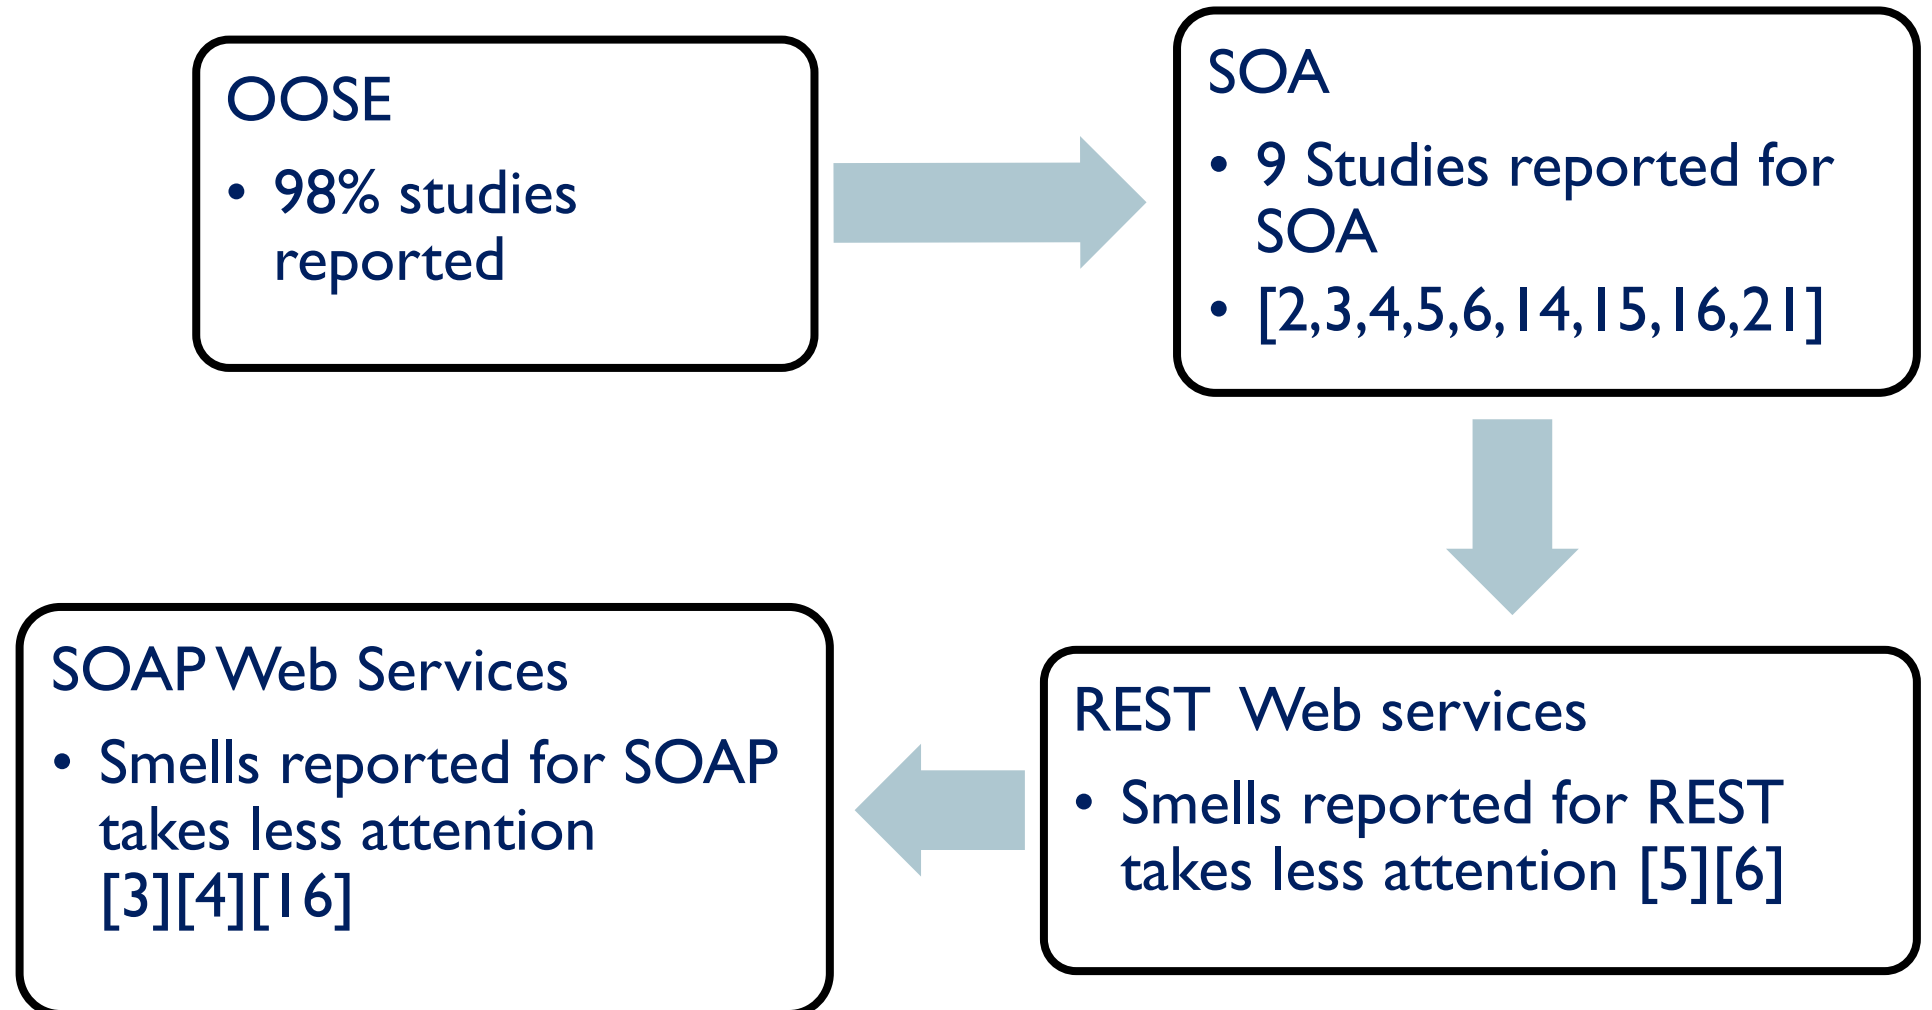 OOSE
• 98% studies
reported
SOA
• 9 Studies reported for
SOA
• [2,3,4,5,6,14,15,16,21]
REST Web services
• Smells reported for REST
takes less attention [5][6]
SOAP Web Services
• Smells reported for SOAP
takes less attention
[3][4][16]